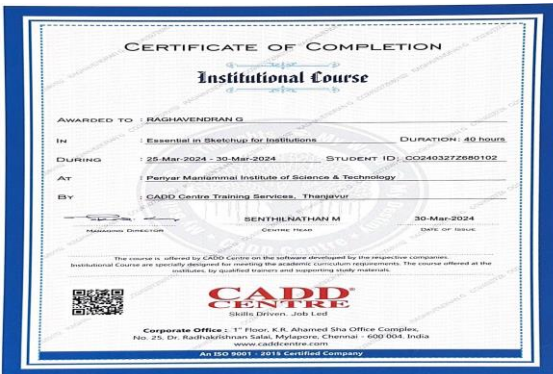 CERTIFICATE OF COMPLETION
Institutional Course
AWARDED TO : RAGHAVENDRAN G
IN : Essential in Sketchup for Institutions DURATION: 40 hours
DURING : 25-Mar-2024 - 30-Mar-2024 STUDENT ID: CO240327Z680102
AT : Periyar Maniammai Institute of Science & Technology
BY : CADD Centre Training Services, Thanjavur
SENTHILNATHAN M 30-Mar-2024
MANAGING DIRECTOR CENTRE HEAD DATE OF ISSUE
The course is offered by CADD Centre on the software developed by the respective companies.
Institutional Course are specially designed for meeting the academic curriculum requirements. The course offered at the
institutes, by qualified trainers and supporting study materials.
CADD
CENTRE
Skills Driven. Job Led
Corporate Office : 1st Floor, K.R. Ahamed Sha Office Complex,
No. 25, Dr. Radhakrishnan Salai, Mylapore, Chennai - 600 004. India
www.caddcentre.com
An ISO 9001 - 2015 Certified Company